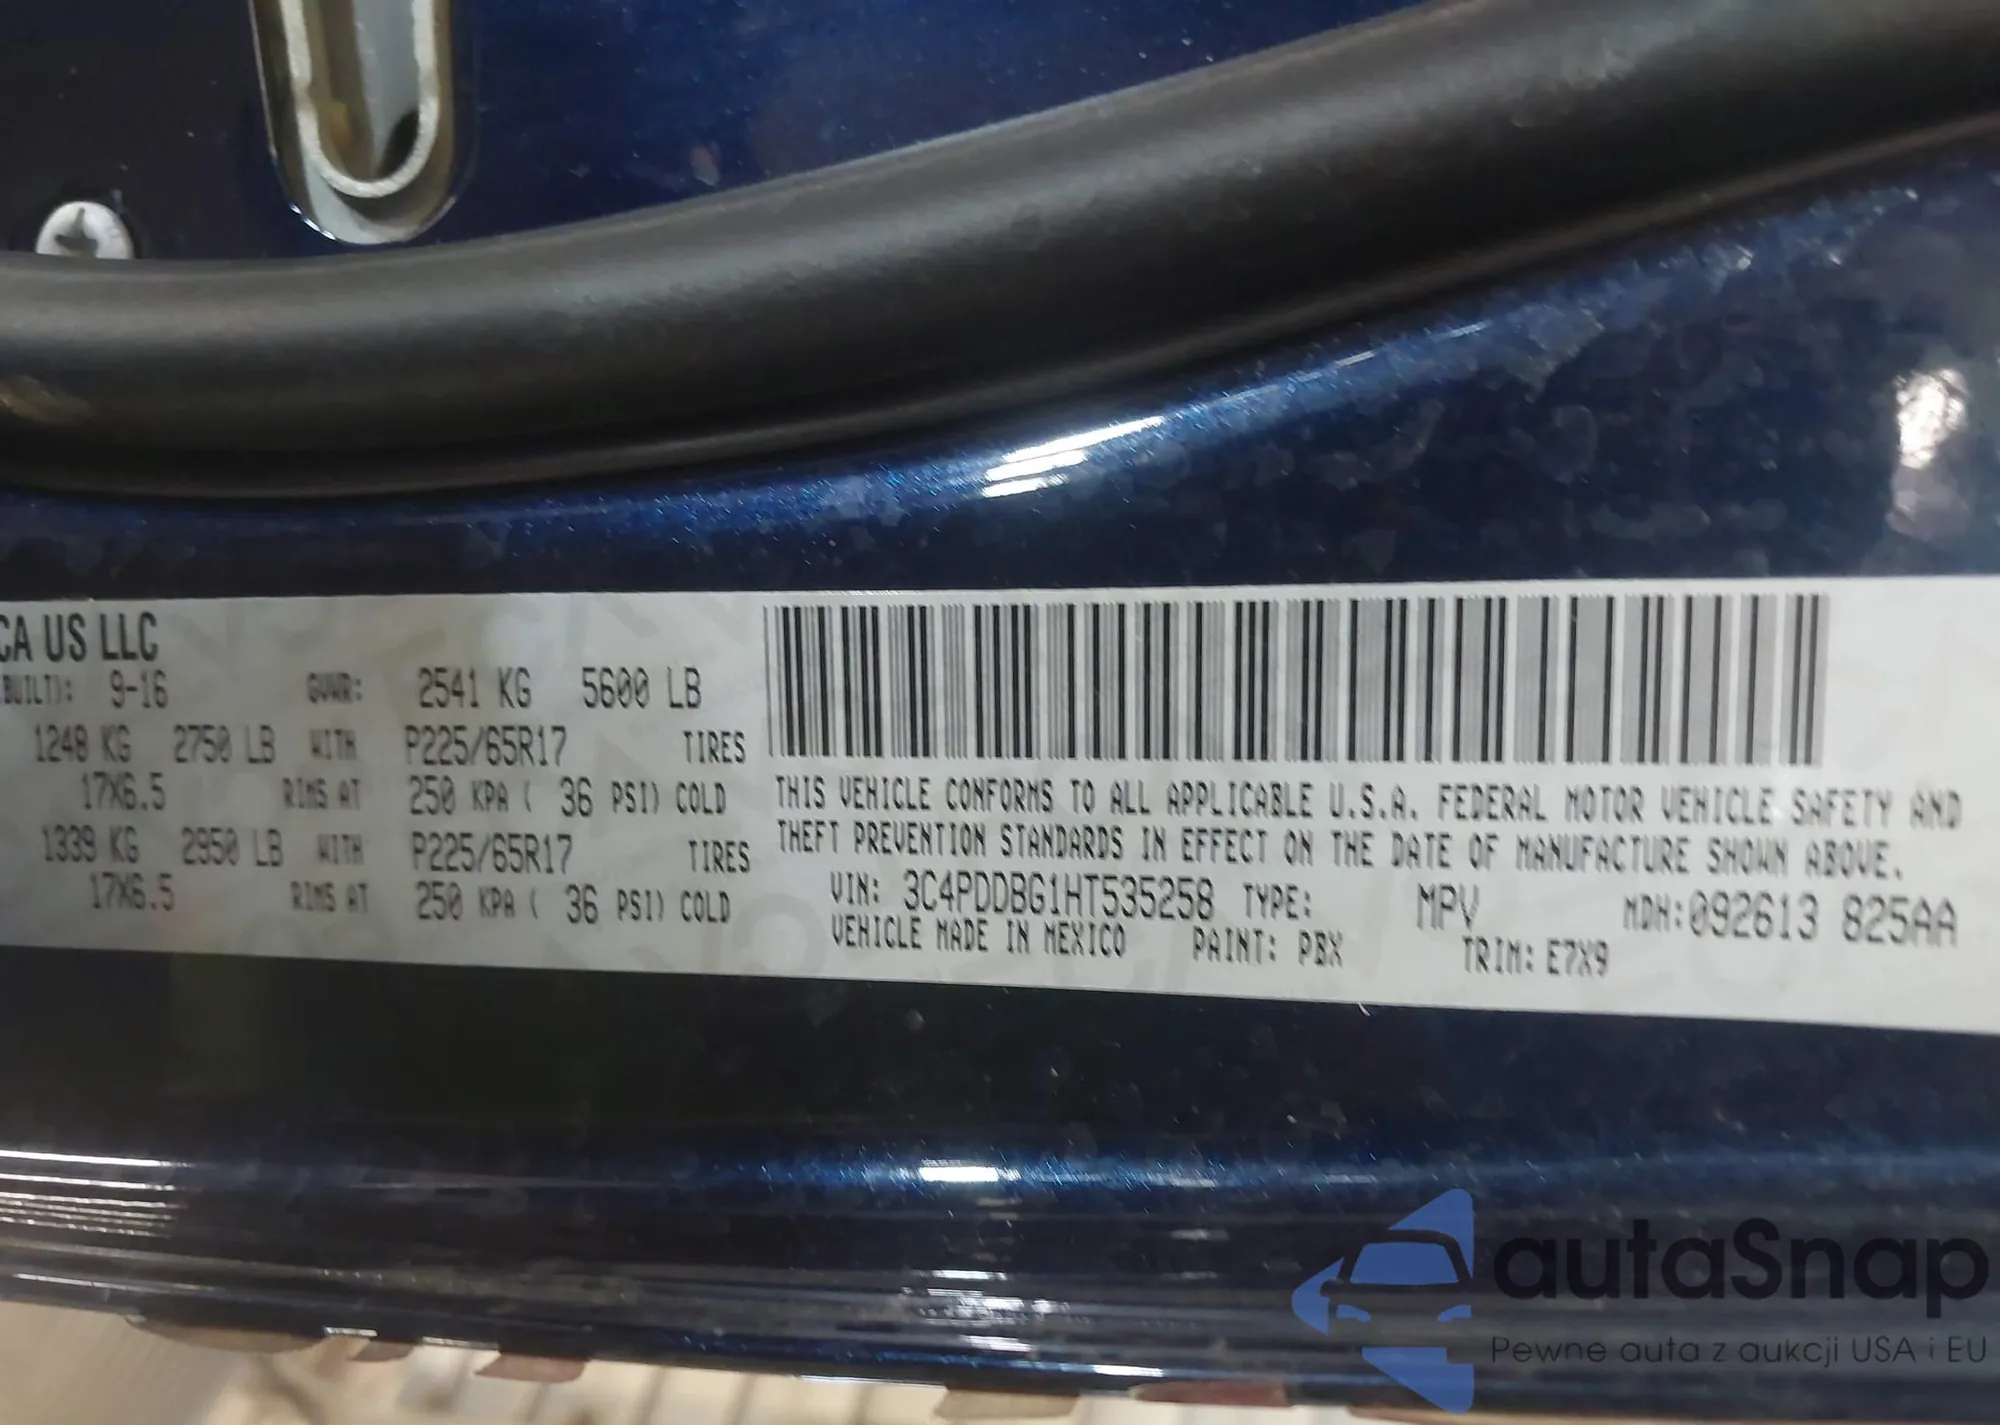 CA US LLC
BUILT): 9-16 GVWR: 2541 KG 5600 LB
1248 KG 2750 LB WITH P225/65R17 TIRES
17X6.5 RIMS AT 250 KPA ( 36 PSI) COLD
1339 KG 2950 LB WITH P225/65R17 TIRES
17X6.5 RIMS AT 250 KPA ( 36 PSI) COLD
THIS VEHICLE CONFORMS TO ALL APPLICABLE U.S.A. FEDERAL MOTOR VEHICLE SAFETY AND
THEFT PREVENTION STANDARDS IN EFFECT ON THE DATE OF MANUFACTURE SHOWN ABOVE.
VIN: 3C4PDDBG1HT535258 TYPE: MPV MDH:092613 825AA
VEHICLE MADE IN MEXICO PAINT: PBX TRIM: E7X9
autaSnap
Pewne auta z aukcji USA i EU